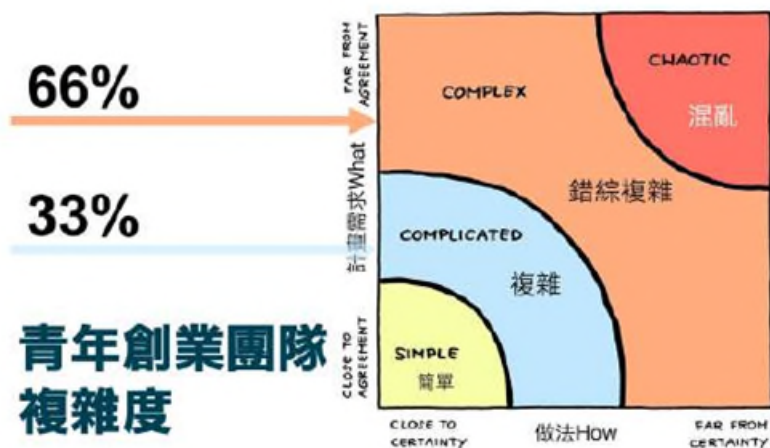 66%
33%
青年創業團隊
複雜度
FAR FROM
AGREEMENT
計畫需求What
CLOSE TO
AGREEMENT
COMPLEX
CHAOTIC
混亂
錯綜複雜
COMPLICATED
複雜
SIMPLE
簡單
CLOSE TO
CERTAINTY
做法How
FAR FROM
CERTAINTY